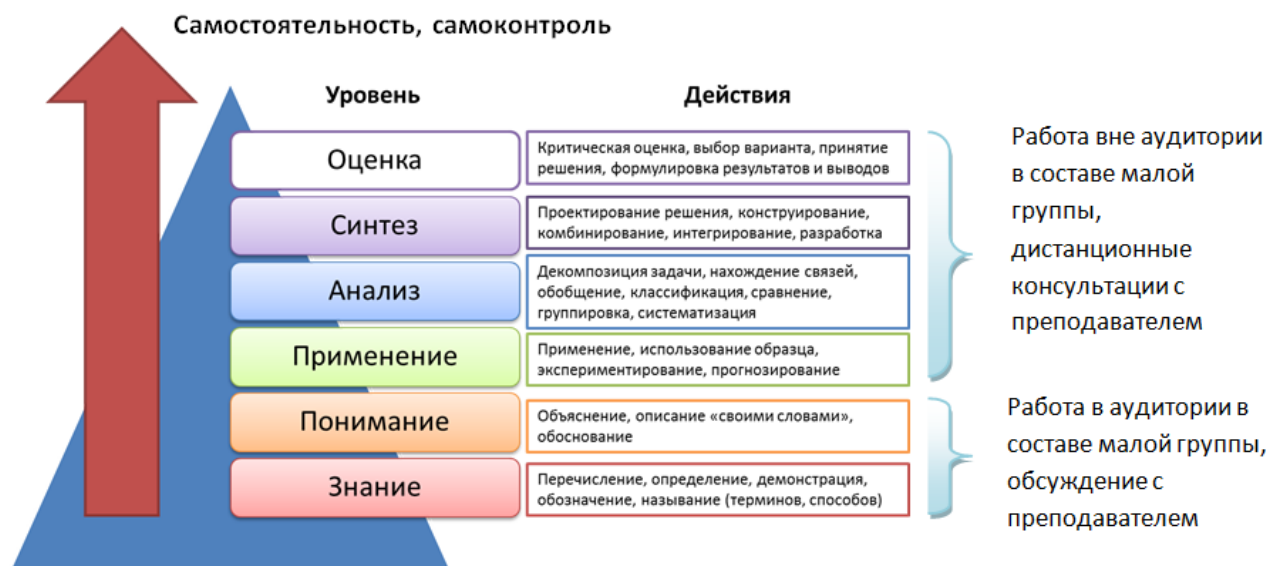 Самостоятельность, самоконтроль
Уровень
Действия
Оценка
Критическая оценка, выбор варианта, принятие
решения, формулировка результатов и выводов
Синтез
Проектирование решения, конструирование,
комбинирование, интегрирование, разработка
Анализ
Декомпозиция задачи, нахождение связей,
обобщение, классификация, сравнение,
группировка, систематизация
Применение
Применение, использование образца,
экспериментирование, прогнозирование
Понимание
Объяснение, описание «своими словами»,
обоснование
Знание
Перечисление, определение, демонстрация,
обозначение, называние (терминов, способов)
Работа вне аудитории
в составе малой
группы,
дистанционные
консультации с
преподавателем
Работа в аудитории в
составе малой группы,
обсуждение с
преподавателем